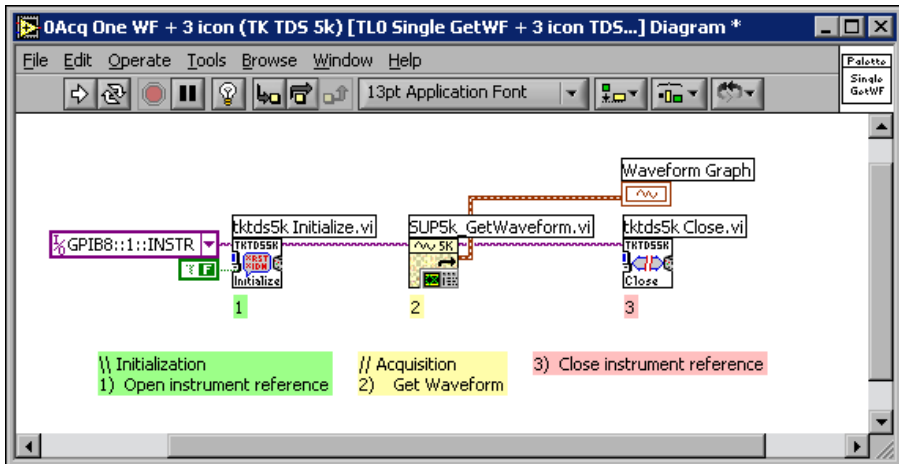 0Acq One WF + 3 icon (TK TDS 5k) [TL0 Single GetWF + 3 icon TDS...] Diagram *
File Edit Operate Tools Browse Window Help
Palette
Single
GetWF
13pt Application Font
Waveform Graph
tktds5k Initialize.vi
SUP5k_GetWaveform.vi
tktds5k Close.vi
I/O
GPIB8::1::INSTR
TKTDS5K
*RST
*IDN
Initialize
5K
TKTDS5K
Close
F
1
2
3
\\ Initialization
1) Open instrument reference
// Acquisition
2) Get Waveform
3) Close instrument reference